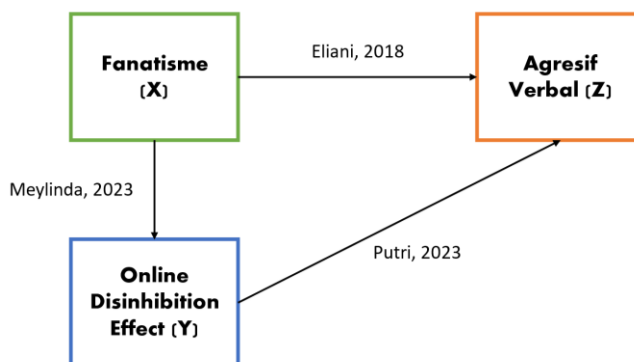 Fanatisme
(X)
Eliani, 2018
Agresif
Verbal (Z)
Meylinda, 2023
Putri, 2023
Online
Disinhibition
Effect (Y)